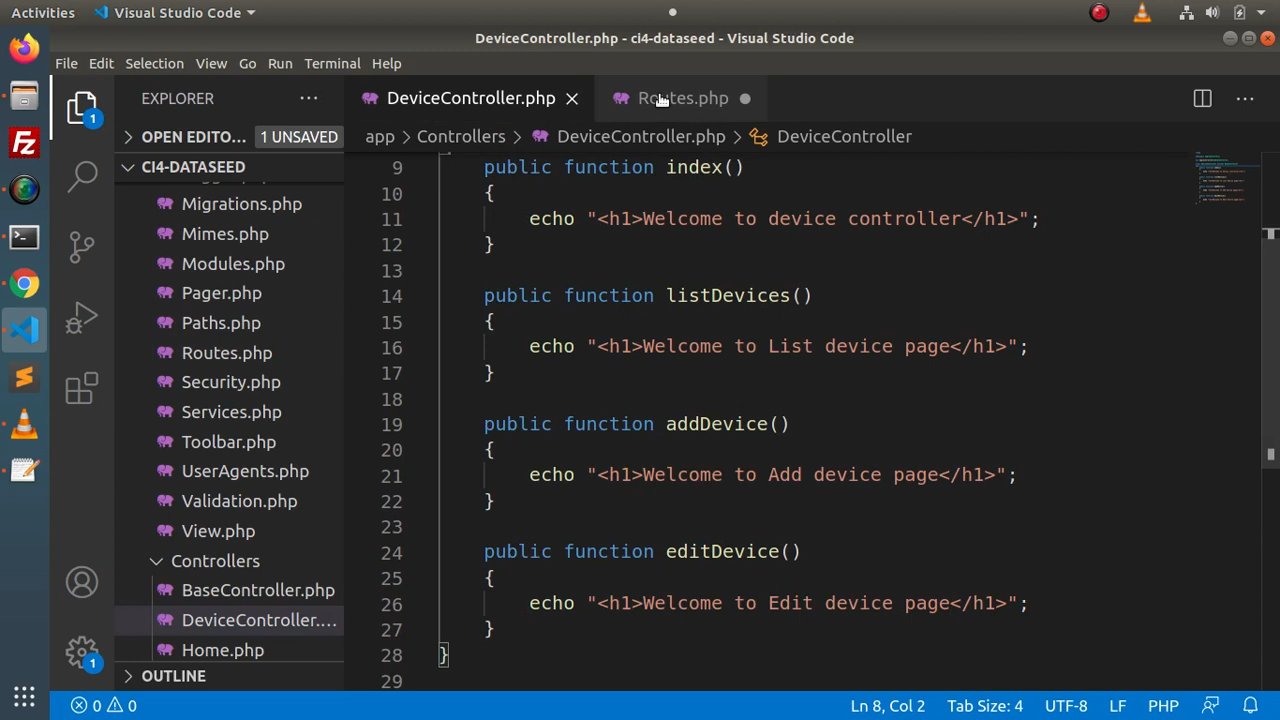 Activities Visual Studio Code
DeviceController.php - ci4-dataseed - Visual Studio Code
File Edit Selection View Go Run Terminal Help
EXPLORER
DeviceController.php
Routes.php
OPEN EDITO... 1 UNSAVED
app > Controllers > DeviceController.php > DeviceController
CI4-DATASEED
Migrations.php
Mimes.php
Modules.php
Pager.php
Paths.php
Routes.php
Security.php
Services.php
Toolbar.php
UserAgents.php
Validation.php
View.php
Controllers
BaseController.php
DeviceController....
Home.php
OUTLINE
1
1
9 public function index()
10 {
11 echo "<h1>Welcome to device controller</h1>";
12 }
13
14 public function listDevices()
15 {
16 echo "<h1>Welcome to List device page</h1>";
17 }
18
19 public function addDevice()
20 {
21 echo "<h1>Welcome to Add device page</h1>";
22 }
23
24 public function editDevice()
25 {
26 echo "<h1>Welcome to Edit device page</h1>";
27 }
28 }
29
0 0 Ln 8, Col 2 Tab Size: 4 UTF-8 LF PHP